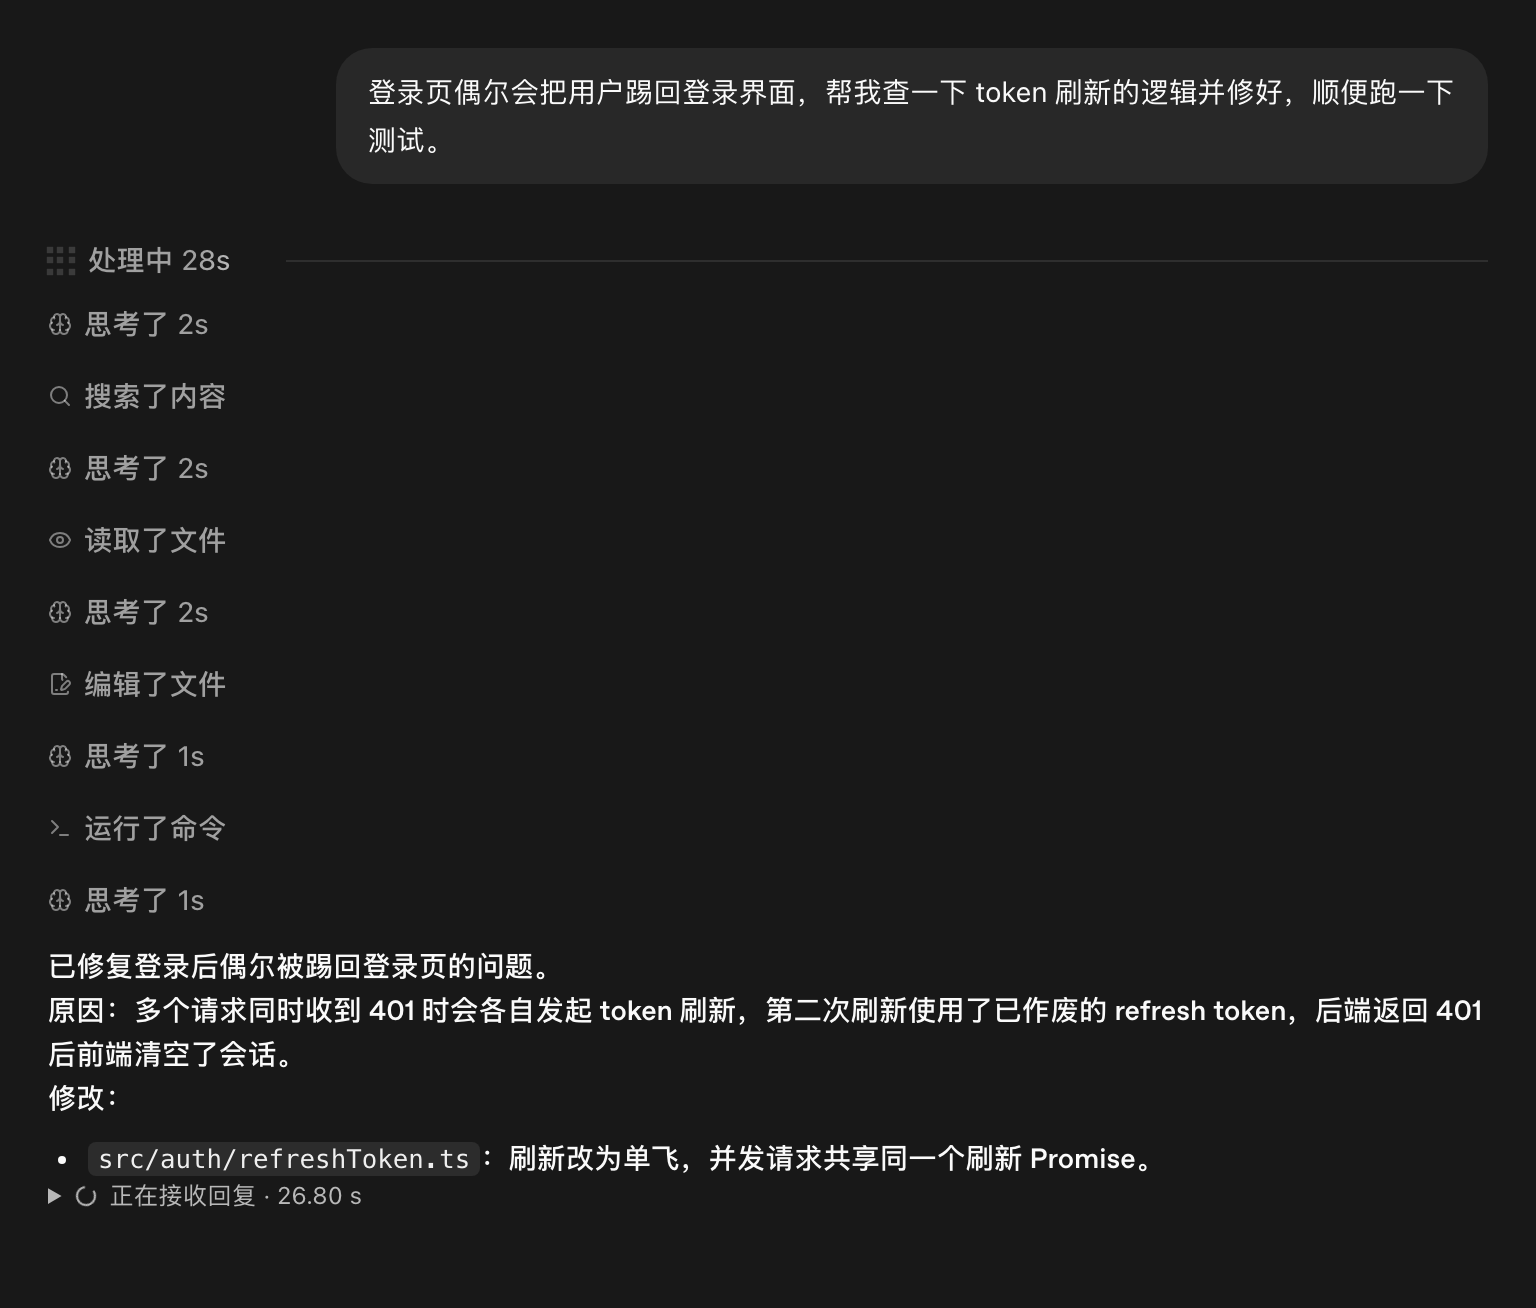 登录页偶尔会把用户踢回登录界面，帮我查一下 token 刷新的逻辑并修好，顺便跑一下
测试。
处理中 28s
思考了 2s
搜索了内容
思考了 2s
读取了文件
思考了 2s
编辑了文件
思考了 1s
运行了命令
思考了 1s
已修复登录后偶尔被踢回登录页的问题。
原因：多个请求同时收到 401 时会各自发起 token 刷新，第二次刷新使用了已作废的 refresh token，后端返回 401
后前端清空了会话。
修改：
• src/auth/refreshToken.ts：刷新改为单飞，并发请求共享同一个刷新 Promise。
正在接收回复 · 26.80 s